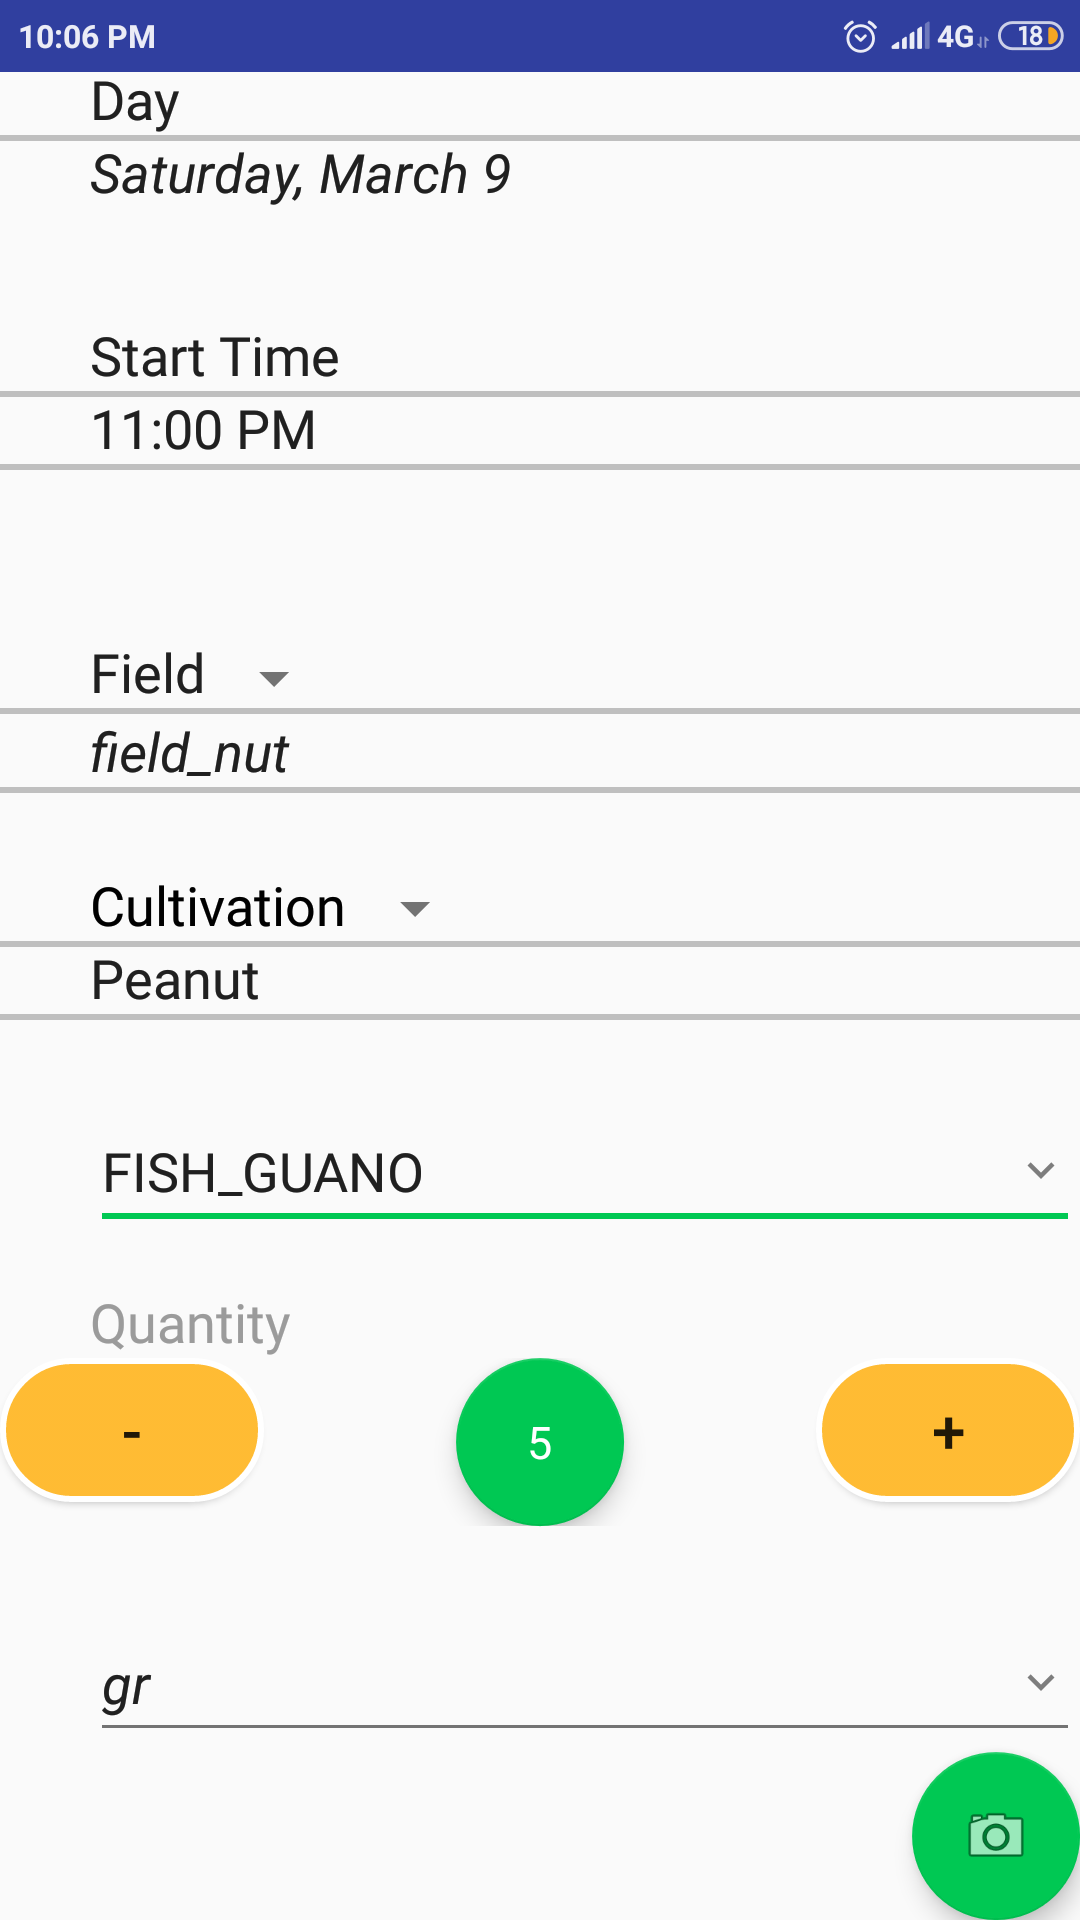 10:06 PM 4G 18
Day
Saturday, March 9
Start Time
11:00 PM
Field
field_nut
Cultivation
Peanut
FISH_GUANO
Quantity
- 5 +
gr